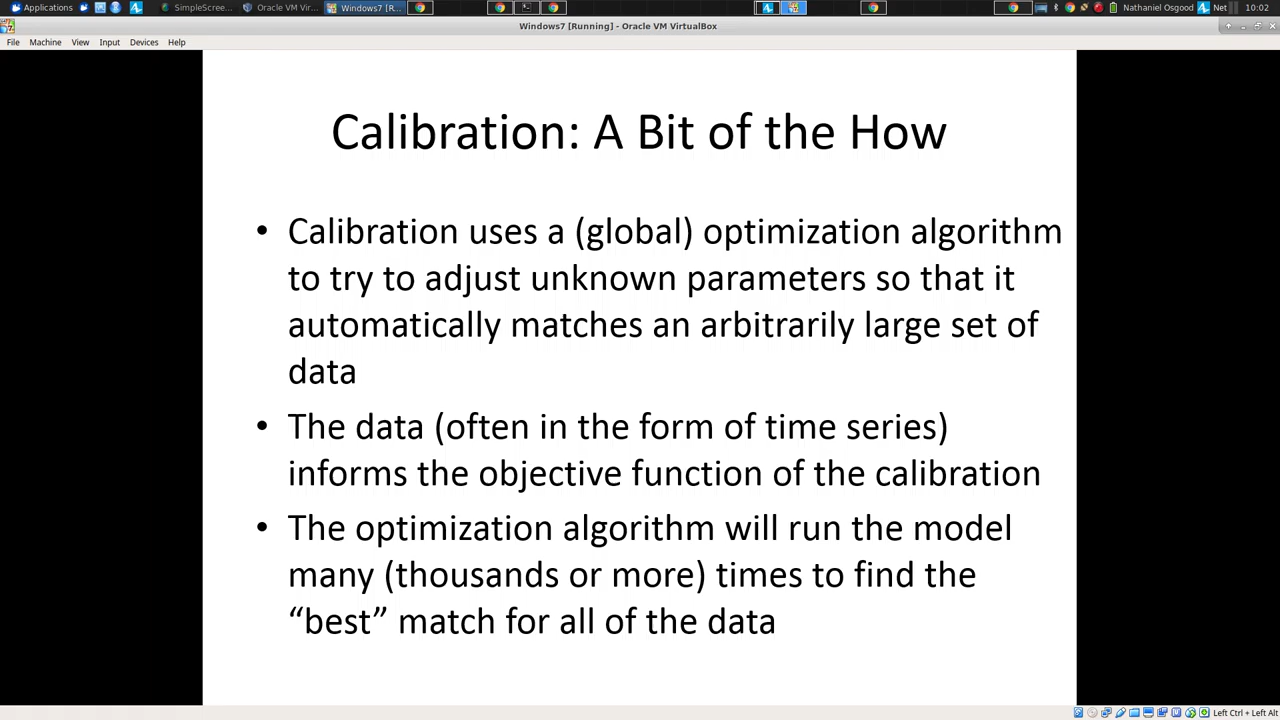 Applications
SimpleScree...
Oracle VM Vir...
Windows7 [R...
Nathaniel Osgood
Net
10:02
Windows7 [Running] - Oracle VM VirtualBox
File Machine View Input Devices Help
Calibration: A Bit of the How
• Calibration uses a (global) optimization algorithm
to try to adjust unknown parameters so that it
automatically matches an arbitrarily large set of
data
• The data (often in the form of time series)
informs the objective function of the calibration
• The optimization algorithm will run the model
many (thousands or more) times to find the
“best” match for all of the data
Left Ctrl + Left Alt